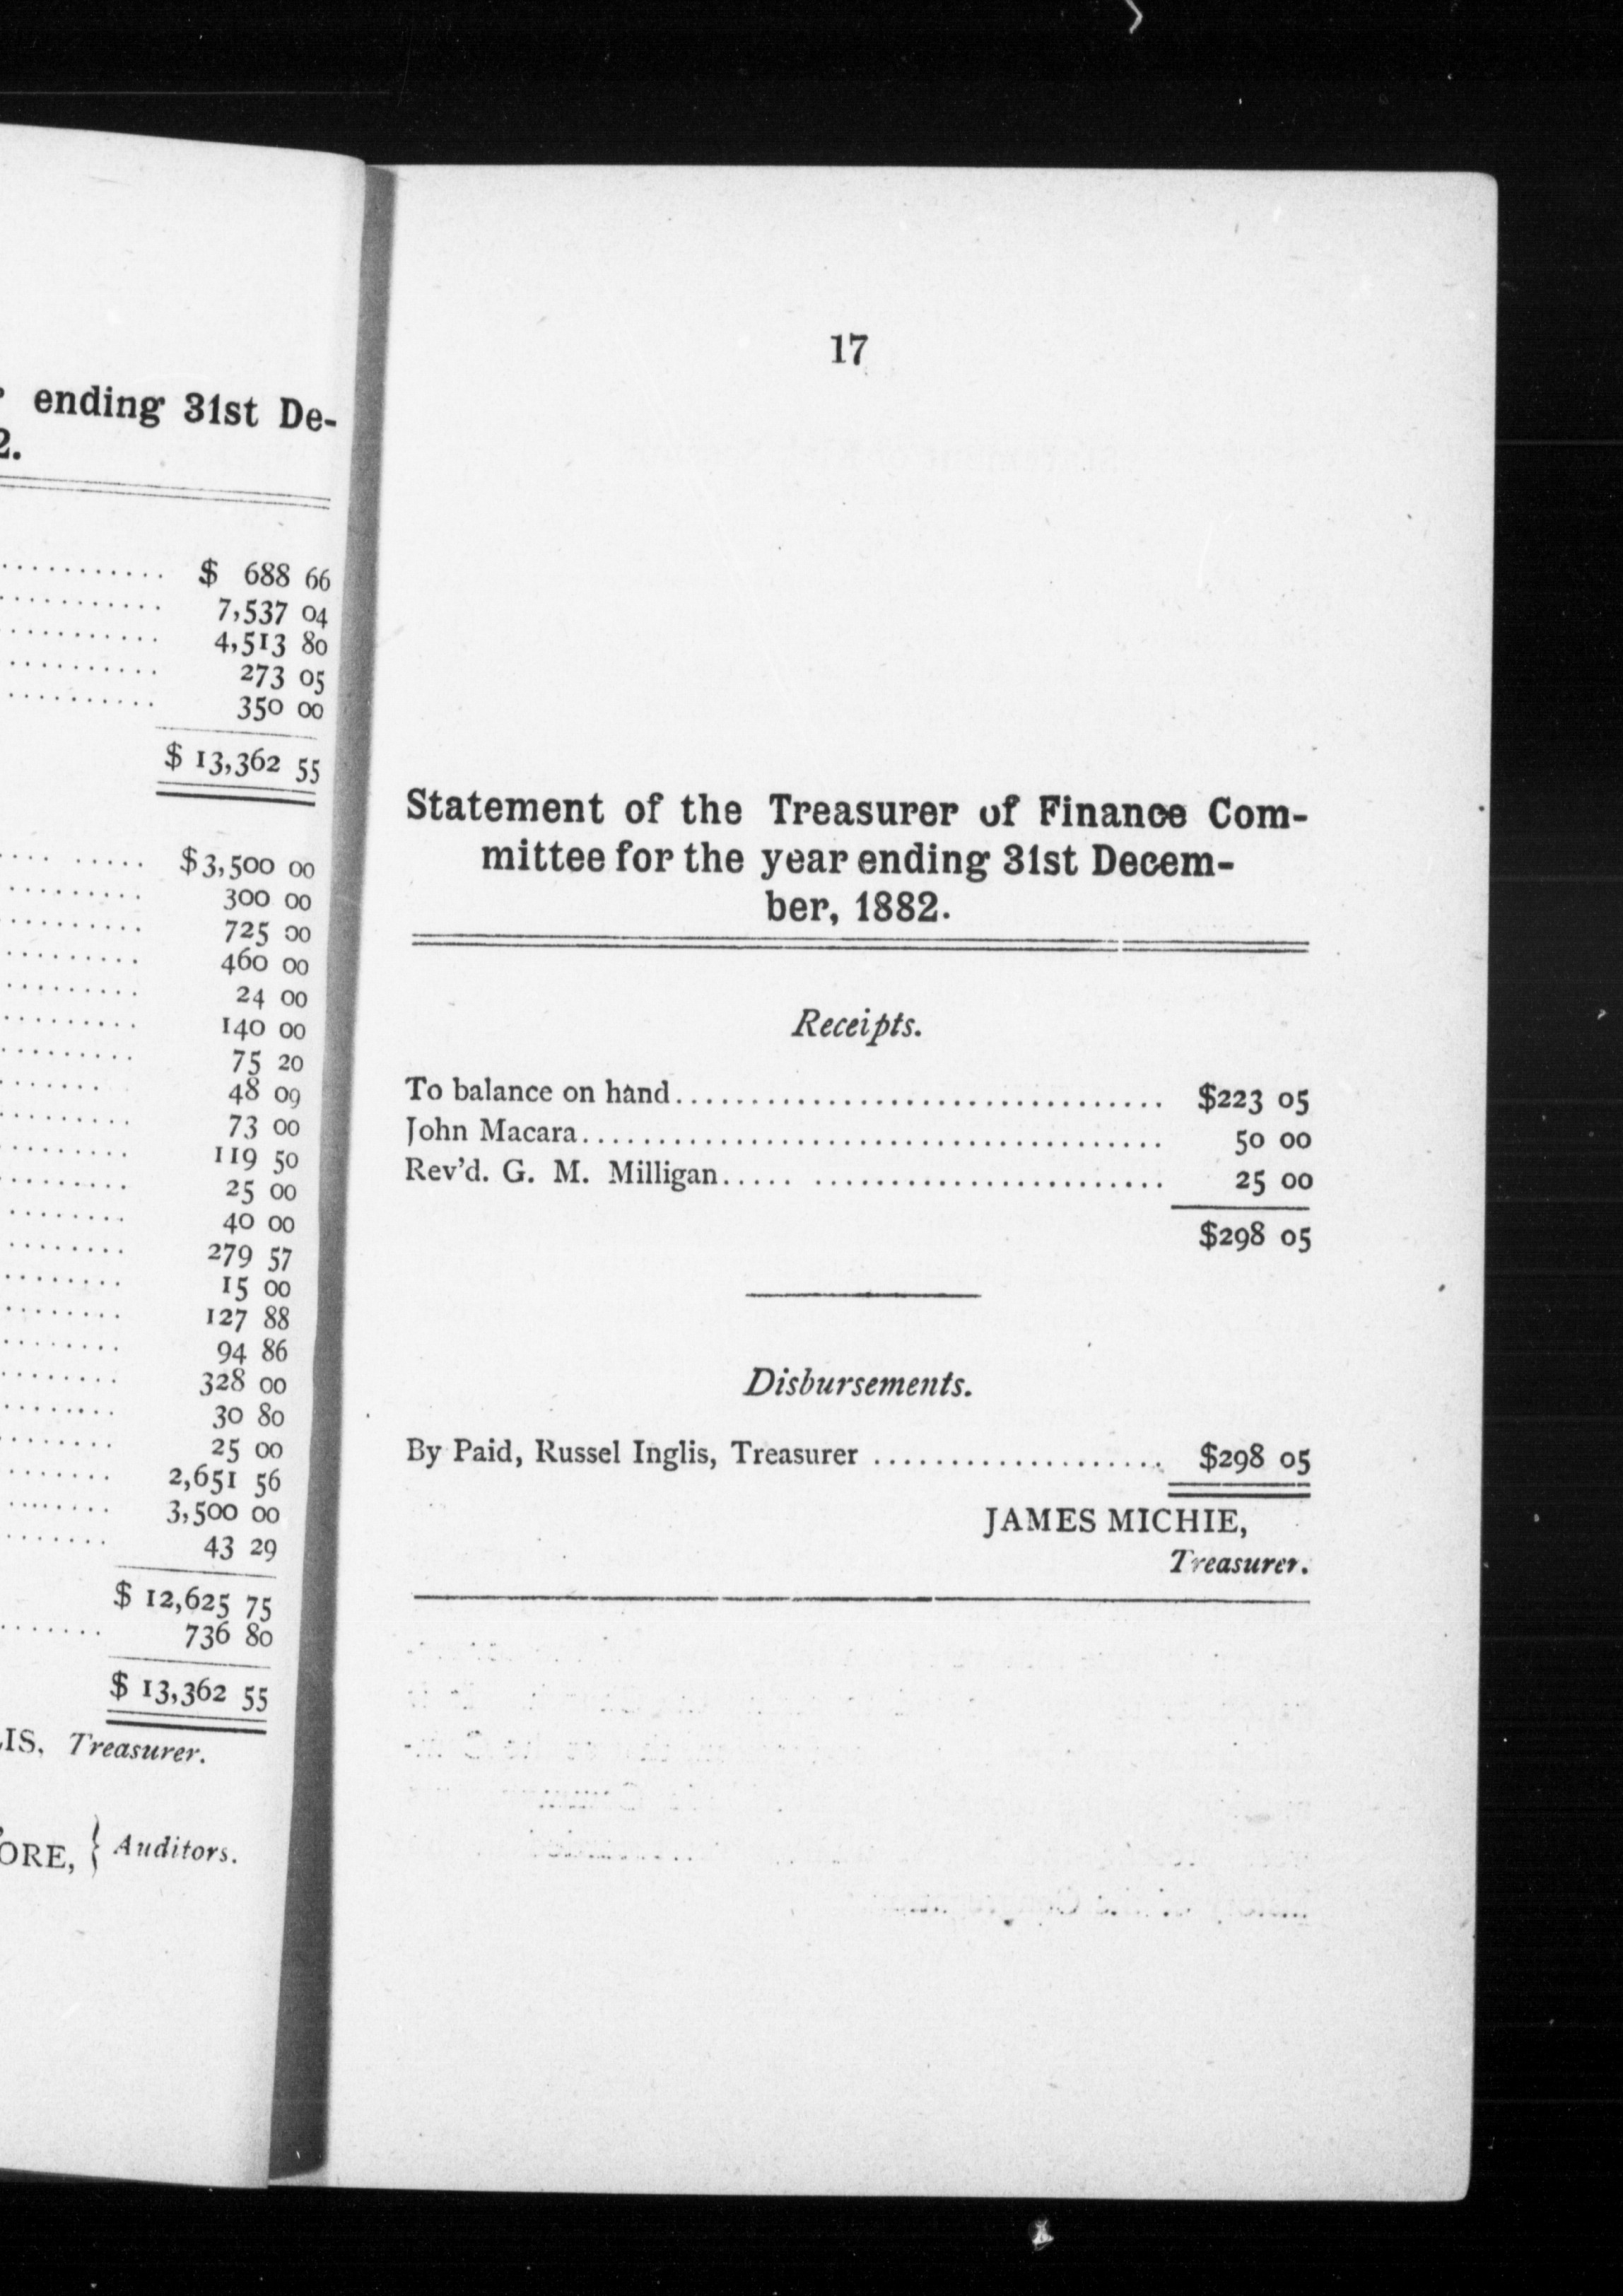 ending 31st De-
2.
$ 688 66
7,537 04
4,513 80
273 05
350 00
$ 13,362 55
$3,500 00
300 00
725 00
460 00
24 00
140 00
75 20
48 09
73 00
119 50
25 00
40 00
279 57
15 00
127 88
94 86
328 00
30 80
25 00
2,651 56
3,500 00
43 29
$ 12,625 75
736 80
$ 13,362 55
LIS, Treasurer.
ORE, } Auditors.
17
Statement of the Treasurer of Finance Com-
mittee for the year ending 31st Decem-
ber, 1882.
Receipts.
To balance on hand................................ $223 05
John Macara...................................... 50 00
Rev'd. G. M. Milligan..... ....................... 25 00
$298 05
Disbursements.
By Paid, Russel Inglis, Treasurer ................... $298 05
JAMES MICHIE,
Treasurer.